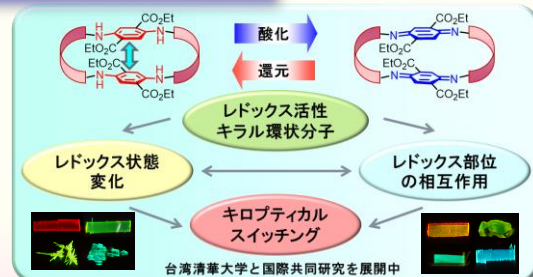 CO₂Et
H
N
H
N
N
H
N
H
EtO₂C
EtO₂C
CO₂Et
酸化
還元
CO₂Et
N
N
N
N
EtO₂C
EtO₂C
CO₂Et
レドックス活性
キラル環状分子
レドックス状態
変化
レドックス部位
の相互作用
キロプティカル
スイッチング
台湾清華大学と国際共同研究を展開中